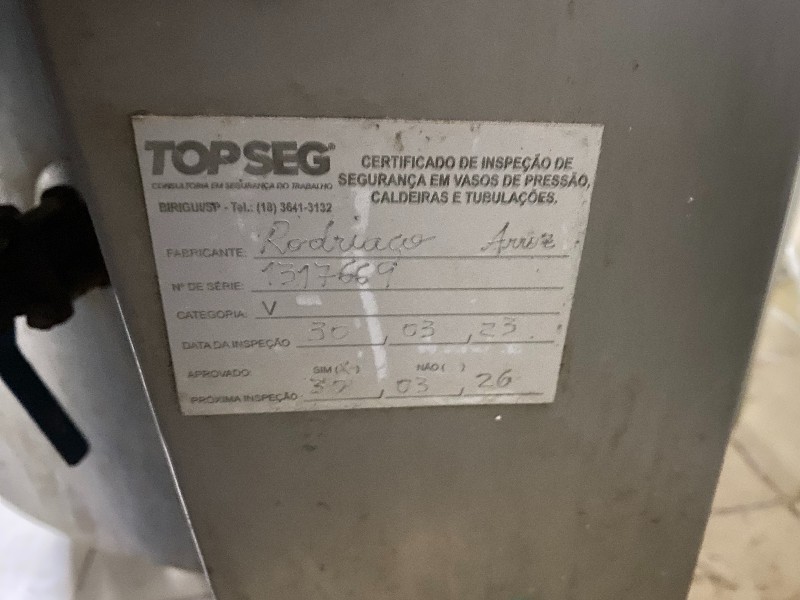 TOPSEG®
CONSULTORIA EM SEGURANÇA DO TRABALHO
BIRIGUI/SP - Tel.: (18) 3641-3132
CERTIFICADO DE INSPEÇÃO DE
SEGURANÇA EM VASOS DE PRESSÃO,
CALDEIRAS E TUBULAÇÕES.
FABRICANTE: Rodriaço
Nº DE SÉRIE: 1317669
CATEGORIA: V
DATA DA INSPEÇÃO 30, 03, 23
APROVADO SIM (X) NÃO ( )
PRÓXIMA INSPEÇÃO 30, 03, 26